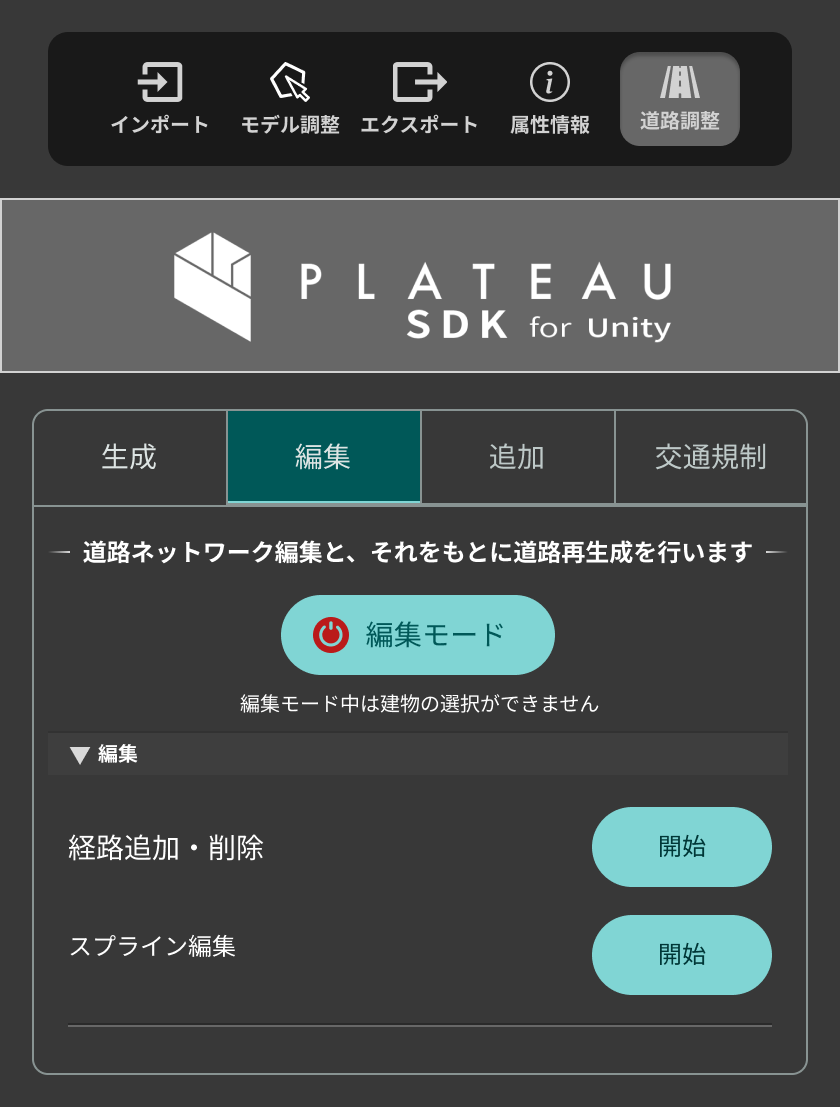 インポート モデル調整 エクスポート 属性情報 道路調整
PLATEAU
SDK for Unity
生成 編集 追加 交通規制
道路ネットワーク編集と、それをもとに道路再生成を行います
編集モード
編集モード中は建物の選択ができません
▼ 編集
経路追加・削除 開始
スプライン編集 開始